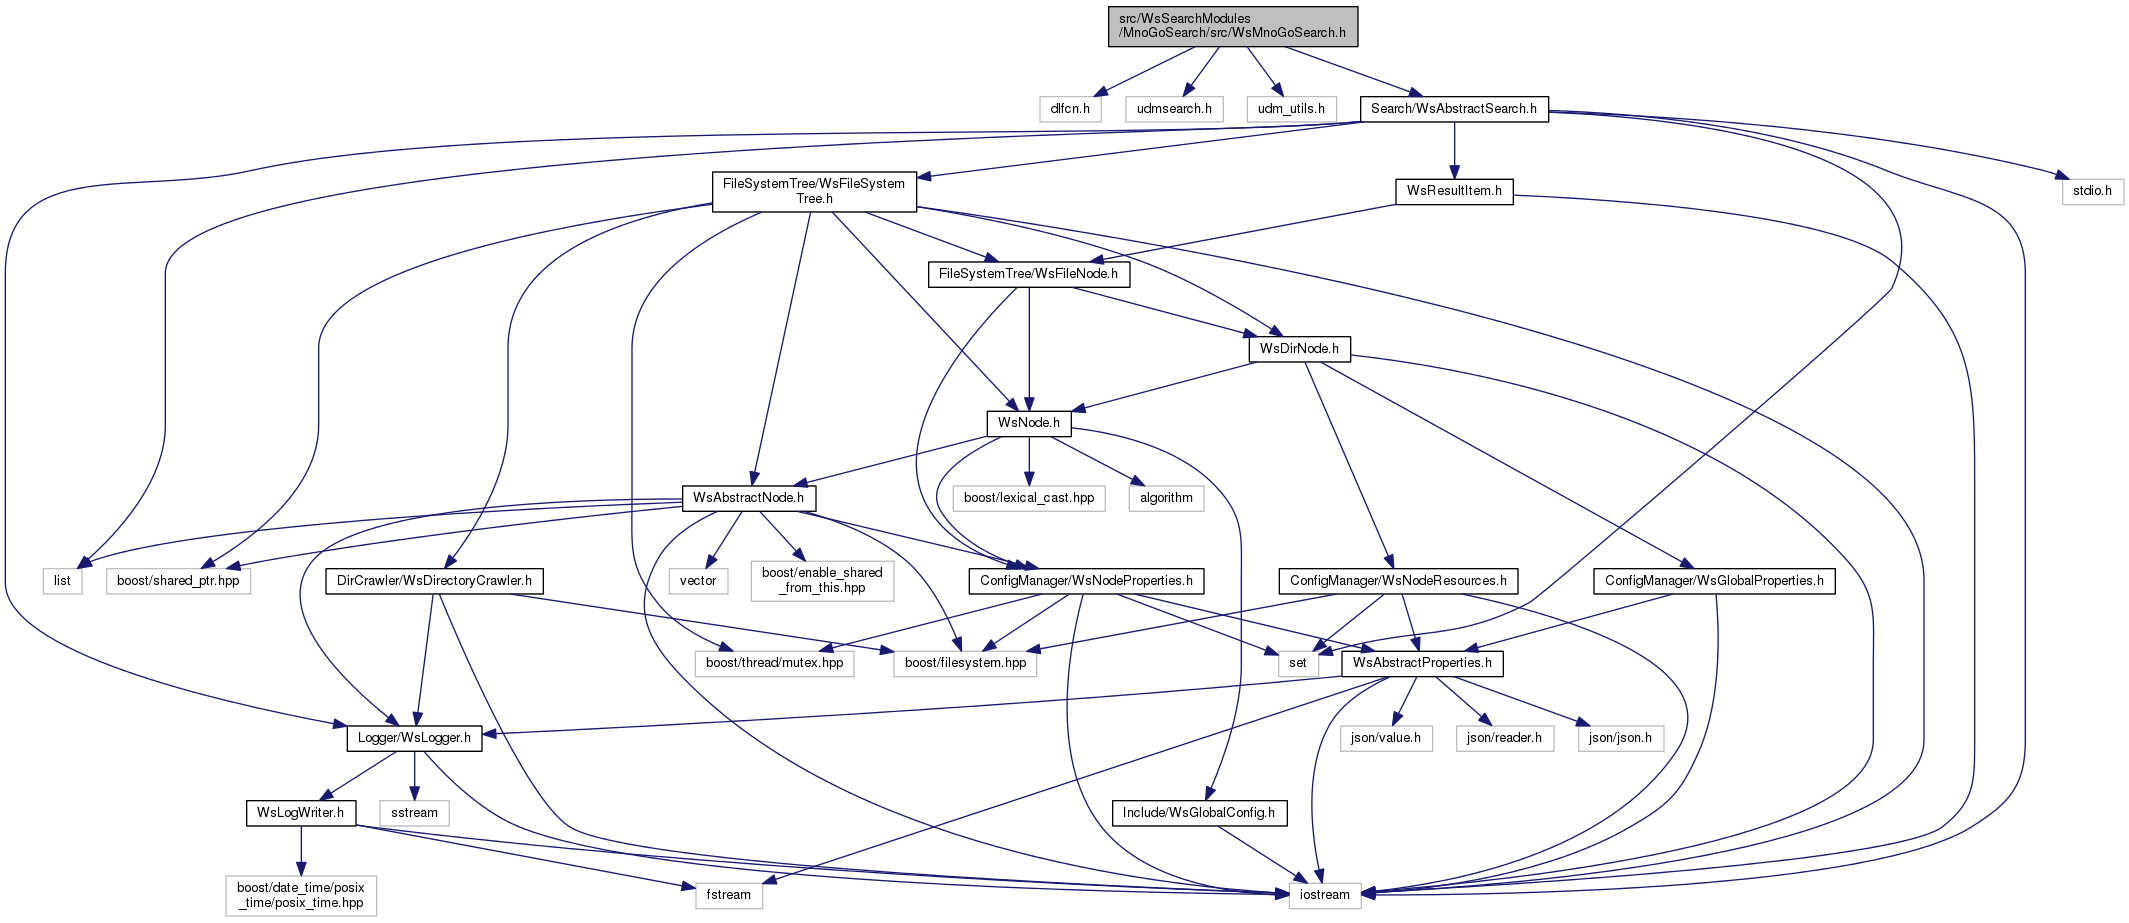 src/WsSearchModules
/MnoGoSearch/src/WsMnoGoSearch.h
dlfcn.h
udmsearch.h
udm_utils.h
Search/WsAbstractSearch.h
FileSystemTree/WsFileSystem
Tree.h
WsResultItem.h
stdio.h
FileSystemTree/WsFileNode.h
WsDirNode.h
WsNode.h
WsAbstractNode.h
boost/lexical_cast.hpp
algorithm
list
boost/shared_ptr.hpp
DirCrawler/WsDirectoryCrawler.h
vector
boost/enable_shared
_from_this.hpp
ConfigManager/WsNodeProperties.h
ConfigManager/WsNodeResources.h
ConfigManager/WsGlobalProperties.h
boost/thread/mutex.hpp
boost/filesystem.hpp
set
WsAbstractProperties.h
Logger/WsLogger.h
json/value.h
json/reader.h
json/json.h
WsLogWriter.h
sstream
Include/WsGlobalConfig.h
boost/date_time/posix
_time/posix_time.hpp
fstream
iostream